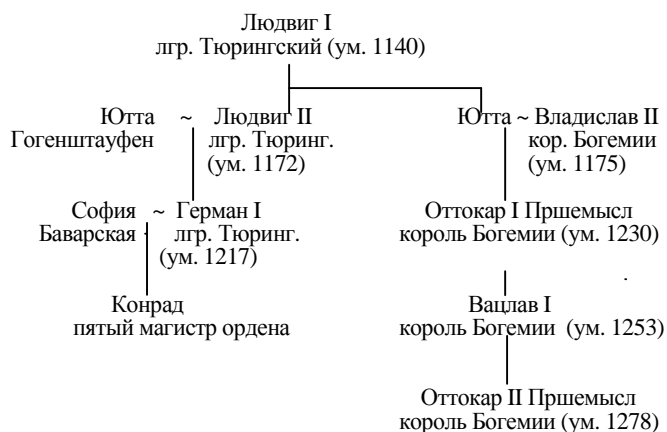 Людвиг I
лгр. Тюрингский (ум. 1140)
Ютта ~ Людвиг II
Гогенштауфен лгр. Тюринг.
(ум. 1172)
Ютта ~ Владислав II
кор. Богемии
(ум. 1175)
София ~ Герман I
Баварская лгр. Тюринг.
(ум. 1217)
Оттокар I Пршемысл
король Богемии (ум. 1230)
Конрад
пятый магистр ордена
Вацлав I
король Богемии (ум. 1253)
Оттокар II Пршемысл
король Богемии (ум. 1278)